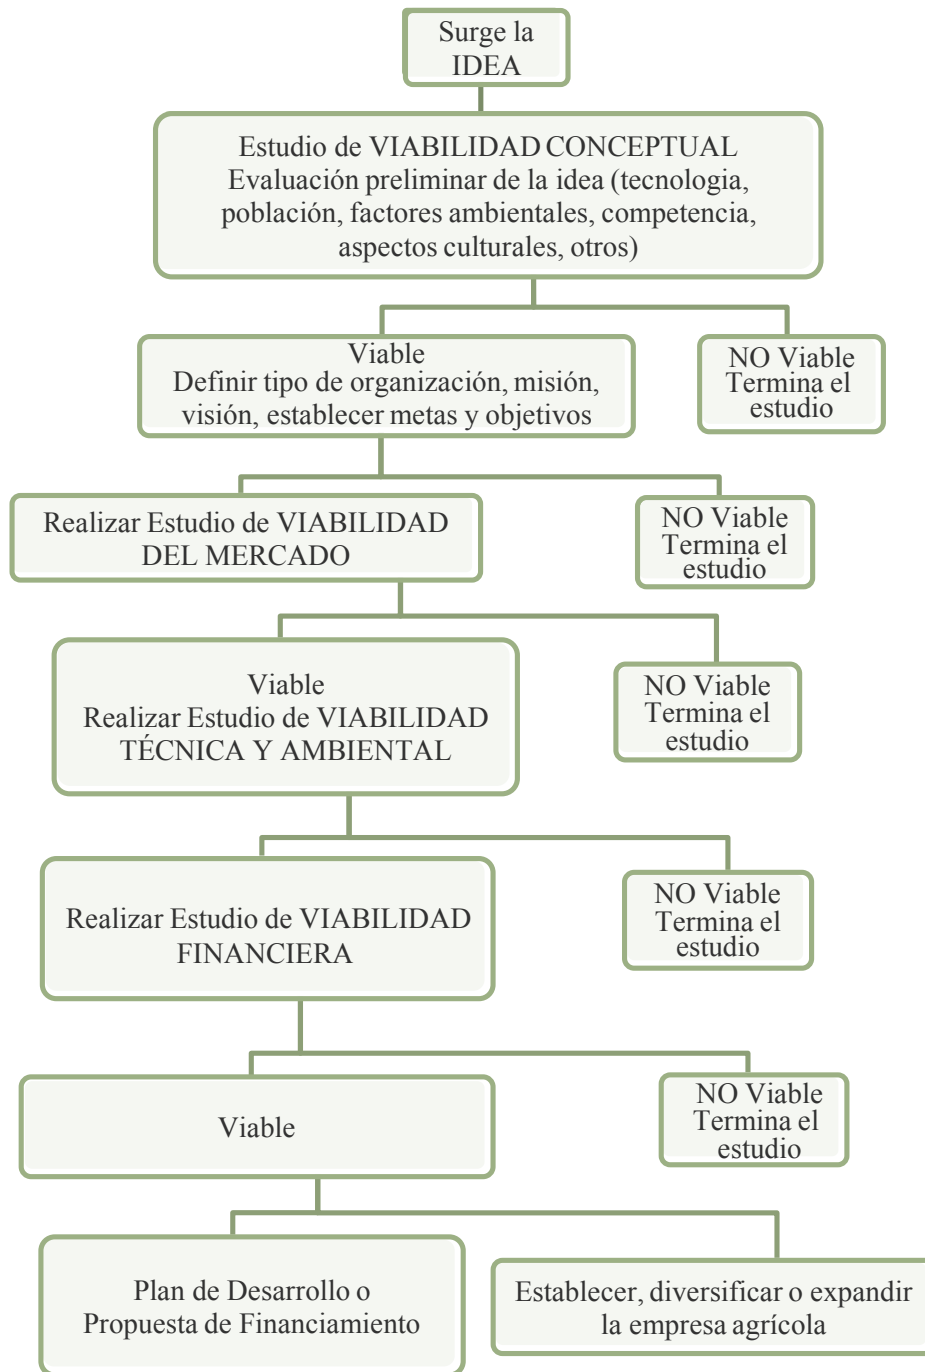 Surge la
IDEA
Estudio de VIABILIDAD CONCEPTUAL
Evaluación preliminar de la idea (tecnologia,
población, factores ambientales, competencia,
aspectos culturales, otros)
Viable
Definir tipo de organización, misión,
visión, establecer metas y objetivos
NO Viable
Termina el
estudio
Realizar Estudio de VIABILIDAD
DEL MERCADO
NO Viable
Termina el
estudio
Viable
Realizar Estudio de VIABILIDAD
TÉCNICA Y AMBIENTAL
NO Viable
Termina el
estudio
Realizar Estudio de VIABILIDAD
FINANCIERA
NO Viable
Termina el
estudio
Viable
NO Viable
Termina el
estudio
Plan de Desarrollo o
Propuesta de Financiamiento
Establecer, diversificar o expandir
la empresa agrícola